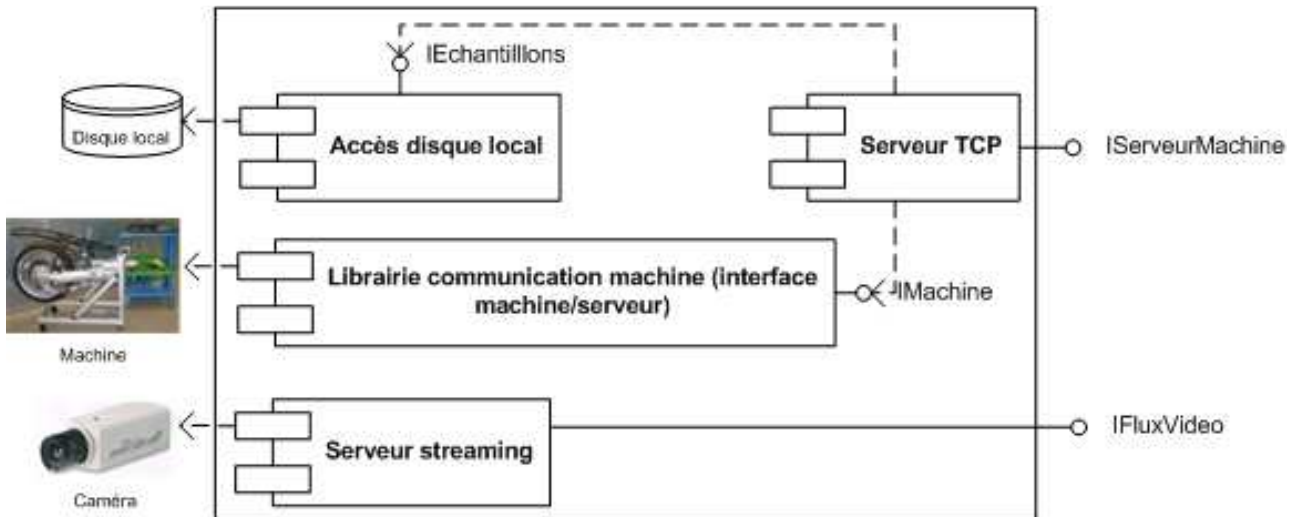 IEchantillons
Disque local
Accès disque local
Serveur TCP
IServeurMachine
Librairie communication machine (interface
machine/serveur)
IMachine
Machine
Serveur streaming
IFluxVideo
Caméra